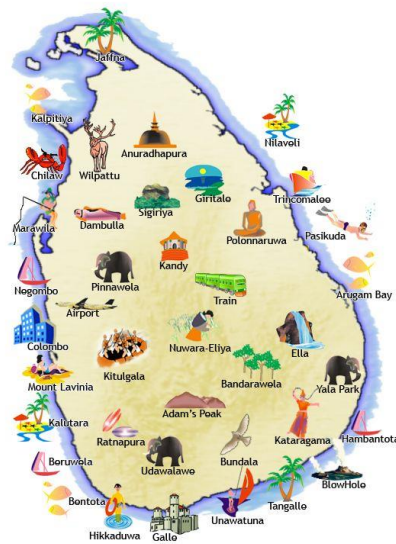 Jaffna
Kalpitiya
Anuradhapura
Nilaveli
Chilaw
Wilpattu
Sigiriya
Giritale
Trincomalee
Marawila
Dambulla
Polonnaruwa
Pasikuda
Kandy
Pinnawela
Negombo
Train
Arugam Bay
Airport
Colombo
Nuwara-Eliya
Ella
Kitulgala
Mount Lavinia
Bandarawela
Yala Park
Adam's Peak
Kalutara
Ratnapura
Kataragama
Hambantota
Beruwela
Udawalawe
Bundala
BlowHole
Bentota
Tangalle
Unawatuna
Hikkaduwa
Galle